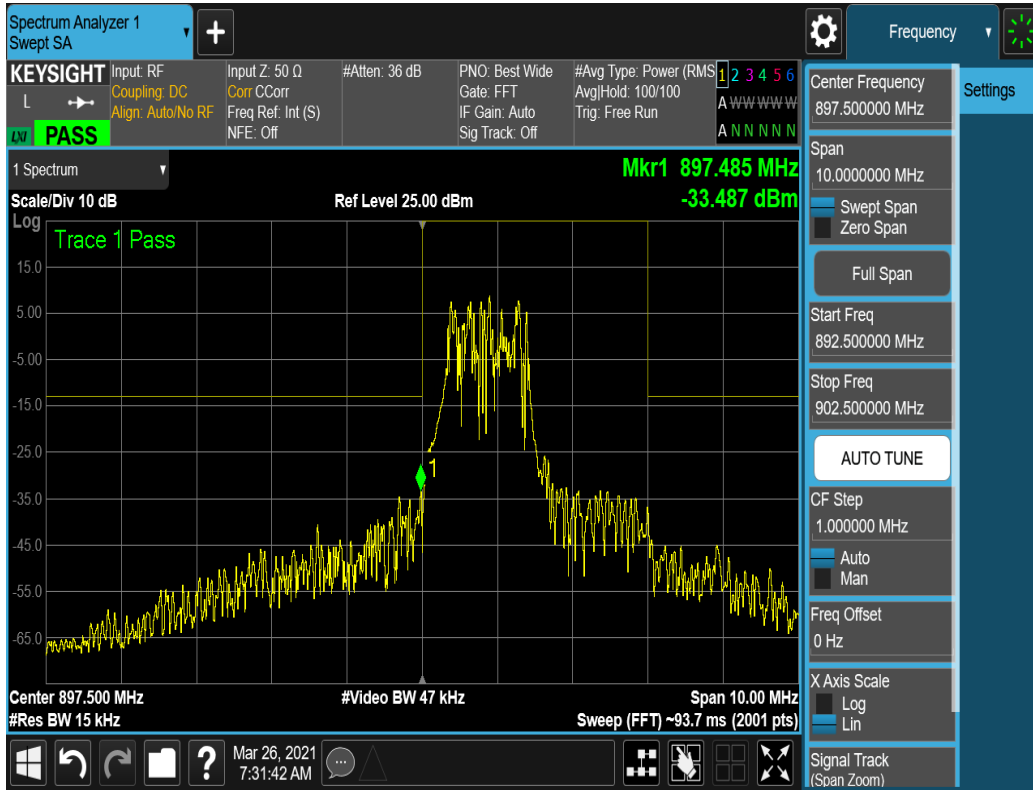 Spectrum Analyzer 1
Swept SA
Frequency
KEYSIGHT
L
LXI PASS
Input: RF
Coupling: DC
Align: Auto/No RF
Input Z: 50 Ω
Corr CCorr
Freq Ref: Int (S)
NFE: Off
#Atten: 36 dB
PNO: Best Wide
Gate: FFT
IF Gain: Auto
Sig Track: Off
#Avg Type: Power (RMS
Avg|Hold: 100/100
Trig: Free Run
1 2 3 4 5 6
A W W W W W
A N N N N N
1 Spectrum
Mkr1 897.485 MHz
Scale/Div 10 dB
Ref Level 25.00 dBm
-33.487 dBm
Log
Trace 1 Pass
15.0
5.00
-5.00
-15.0
-25.0
1
-35.0
-45.0
-55.0
-65.0
Center 897.500 MHz
#Video BW 47 kHz
Span 10.00 MHz
#Res BW 15 kHz
Sweep (FFT) ~93.7 ms (2001 pts)
Mar 26, 2021
7:31:42 AM
Center Frequency
897.500000 MHz
Settings
Span
10.0000000 MHz
Swept Span
Zero Span
Full Span
Start Freq
892.500000 MHz
Stop Freq
902.500000 MHz
AUTO TUNE
CF Step
1.000000 MHz
Auto
Man
Freq Offset
0 Hz
X Axis Scale
Log
Lin
Signal Track
(Span Zoom)